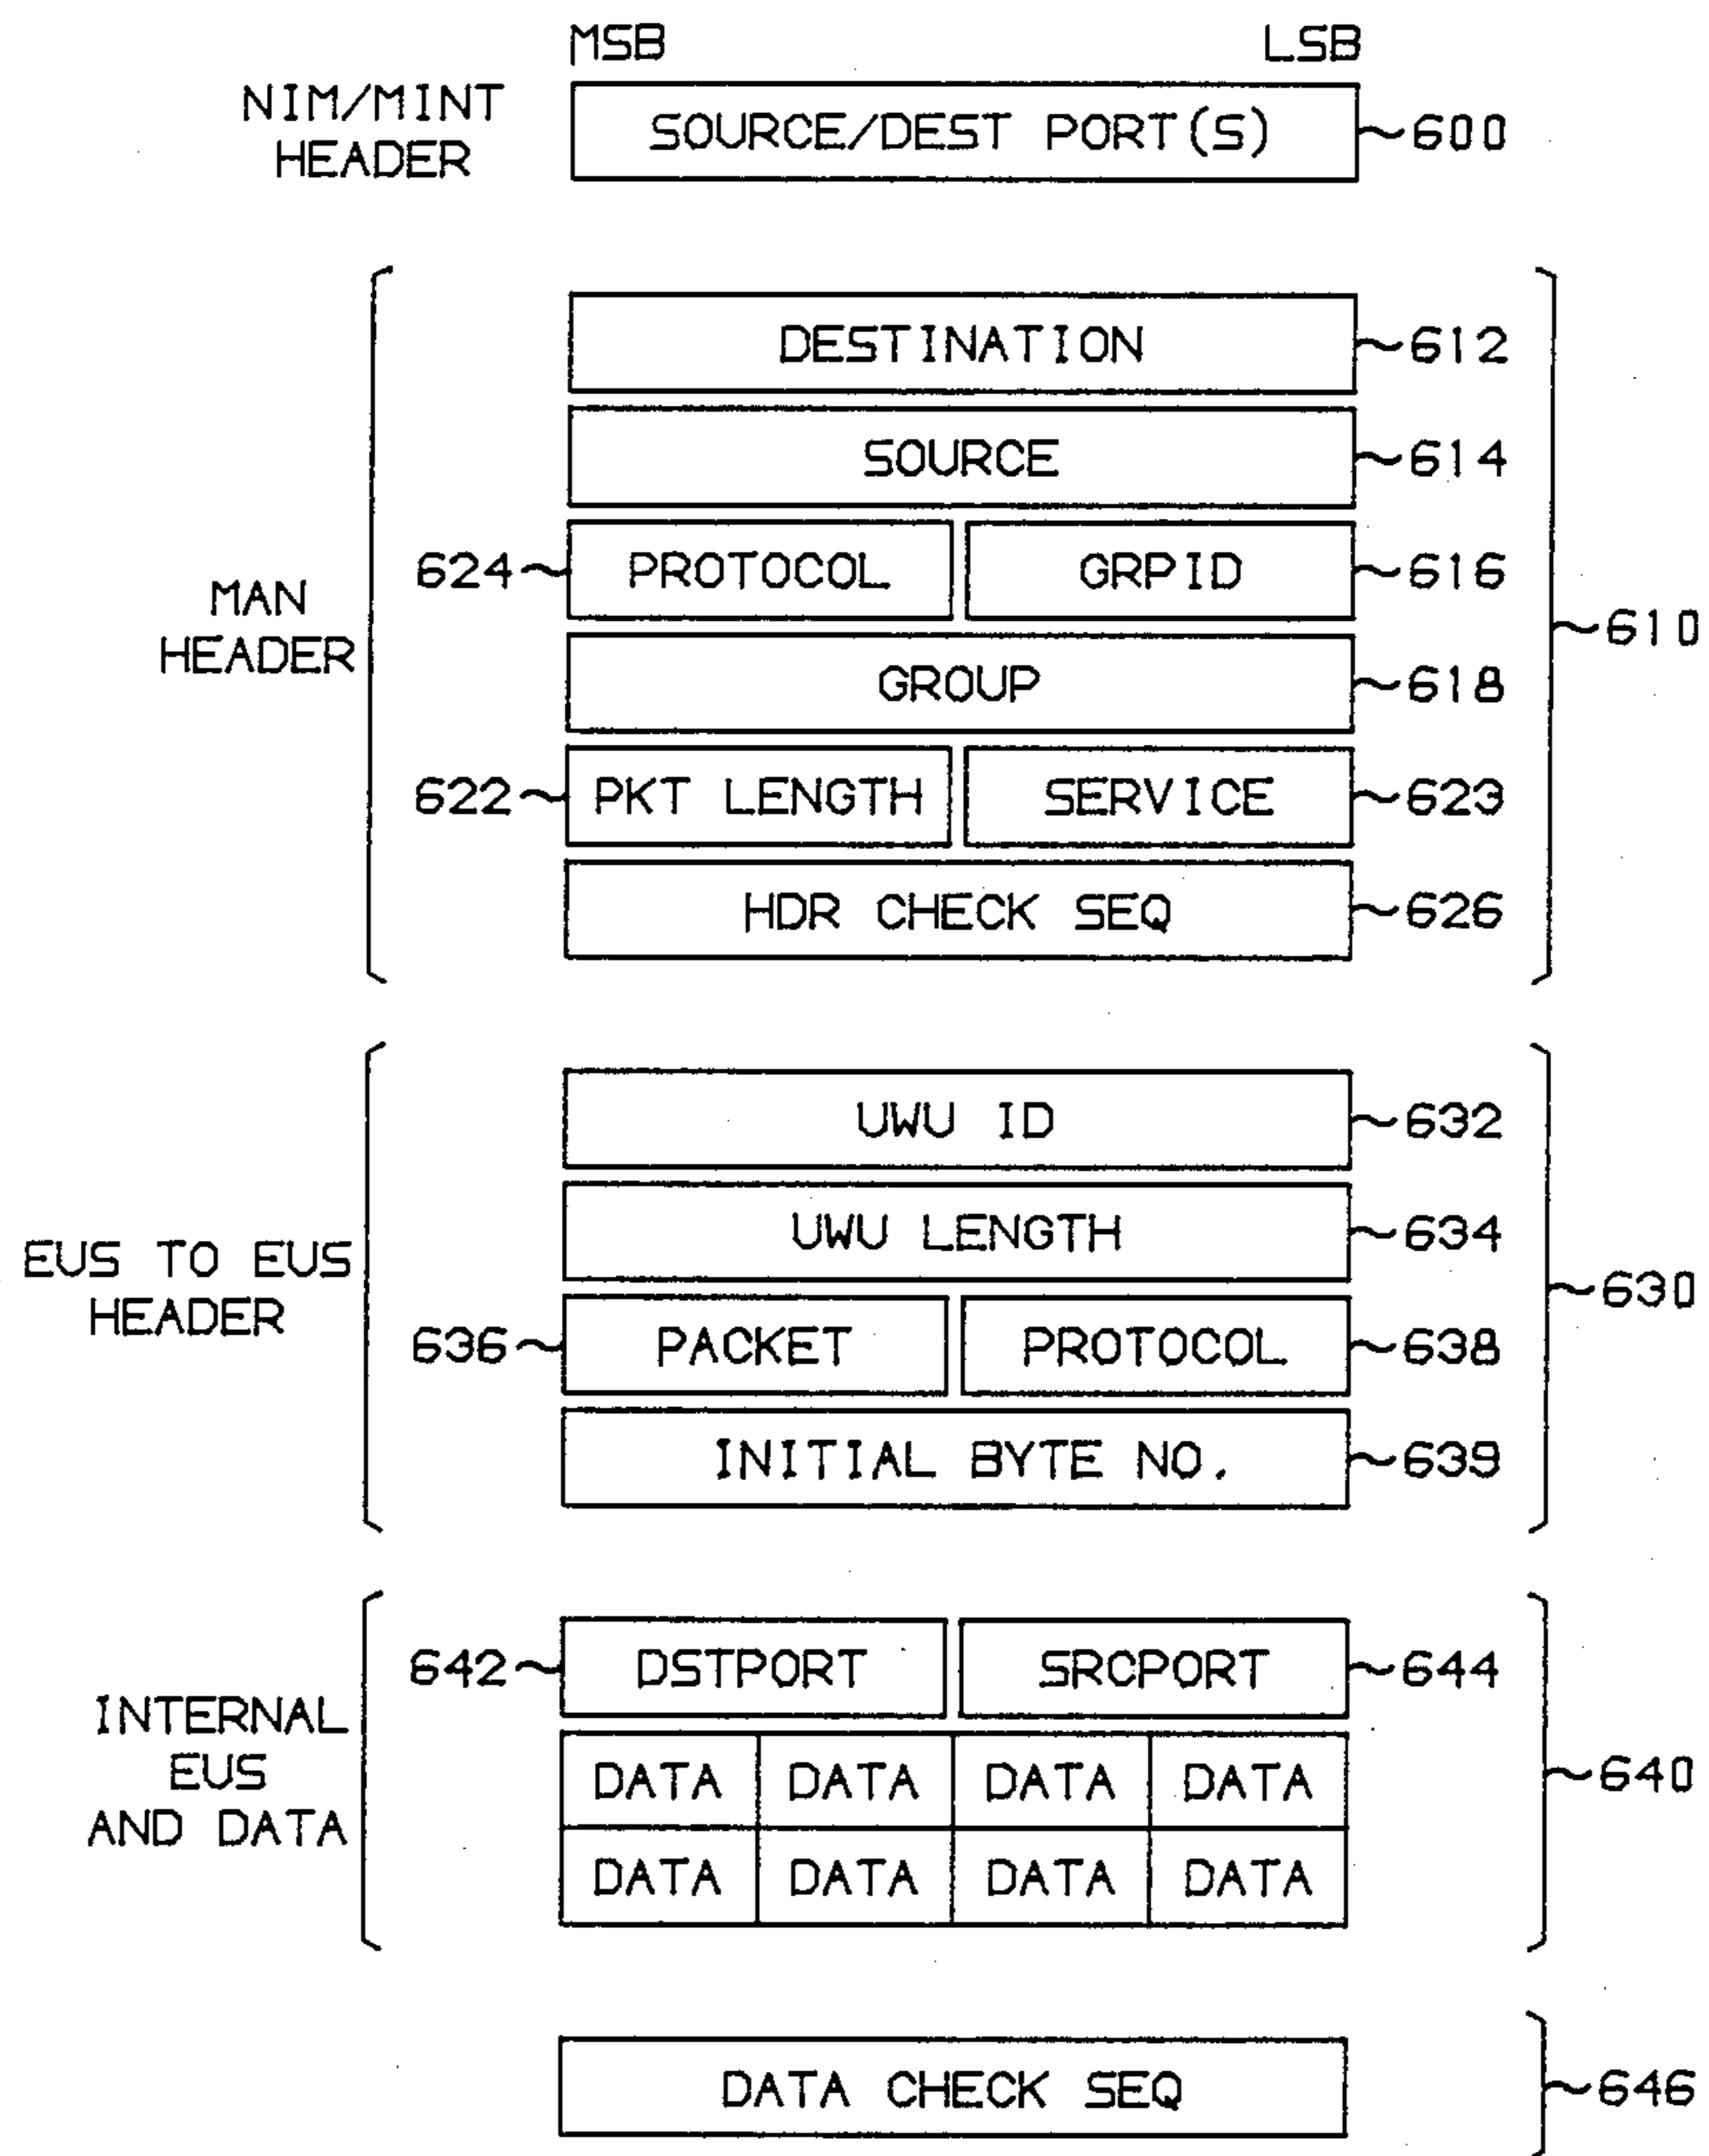 MSB LSB
NIM/MINT
HEADER
SOURCE/DEST PORT(S) 600
DESTINATION 612
SOURCE 614
624 PROTOCOL GRPID 616
MAN
HEADER
610
GROUP 618
622 PKT LENGTH SERVICE 623
HDR CHECK SEQ 626
UWU ID 632
UWU LENGTH 634
EUS TO EUS
HEADER
630
636 PACKET PROTOCOL 638
INITIAL BYTE NO. 639
642 DSTPORT SRCPORT 644
INTERNAL
EUS
AND DATA
DATA DATA DATA DATA
640
DATA DATA DATA DATA
DATA CHECK SEQ 646